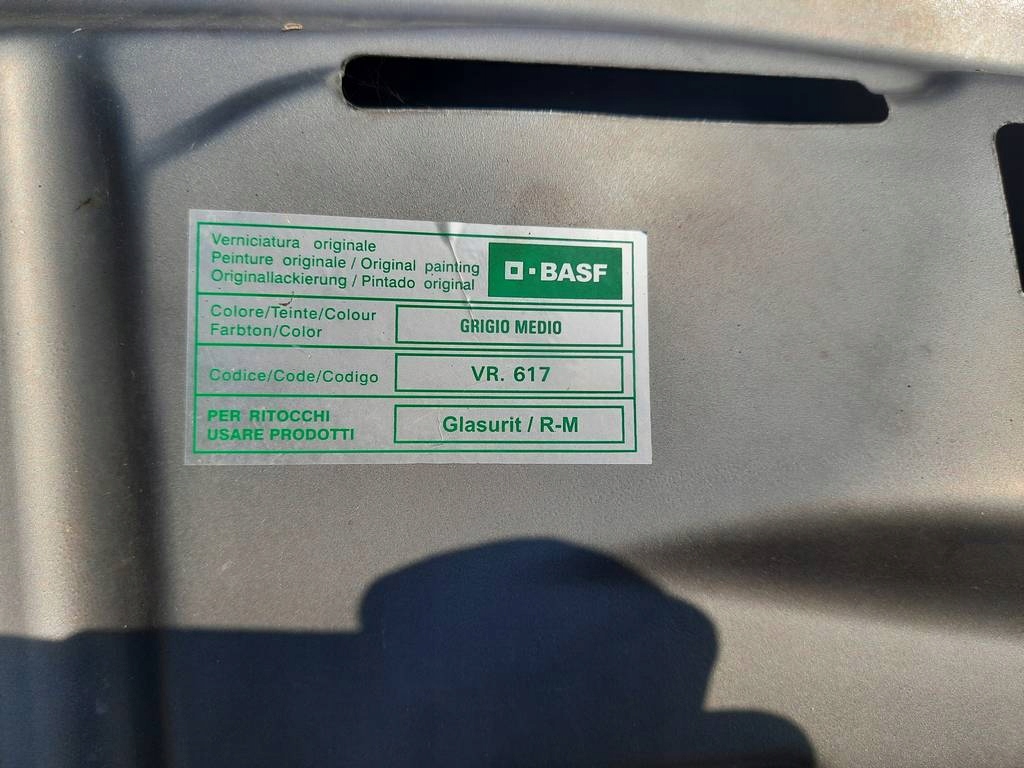 Verniciatura originale
Peinture originale / Original painting
Originallackierung / Pintado original
BASF
Colore/Teinte/Colour
Farbton/Color
GRIGIO MEDIO
Codice/Code/Codigo
VR. 617
PER RITOCCHI
USARE PRODOTTI
Glasurit / R-M